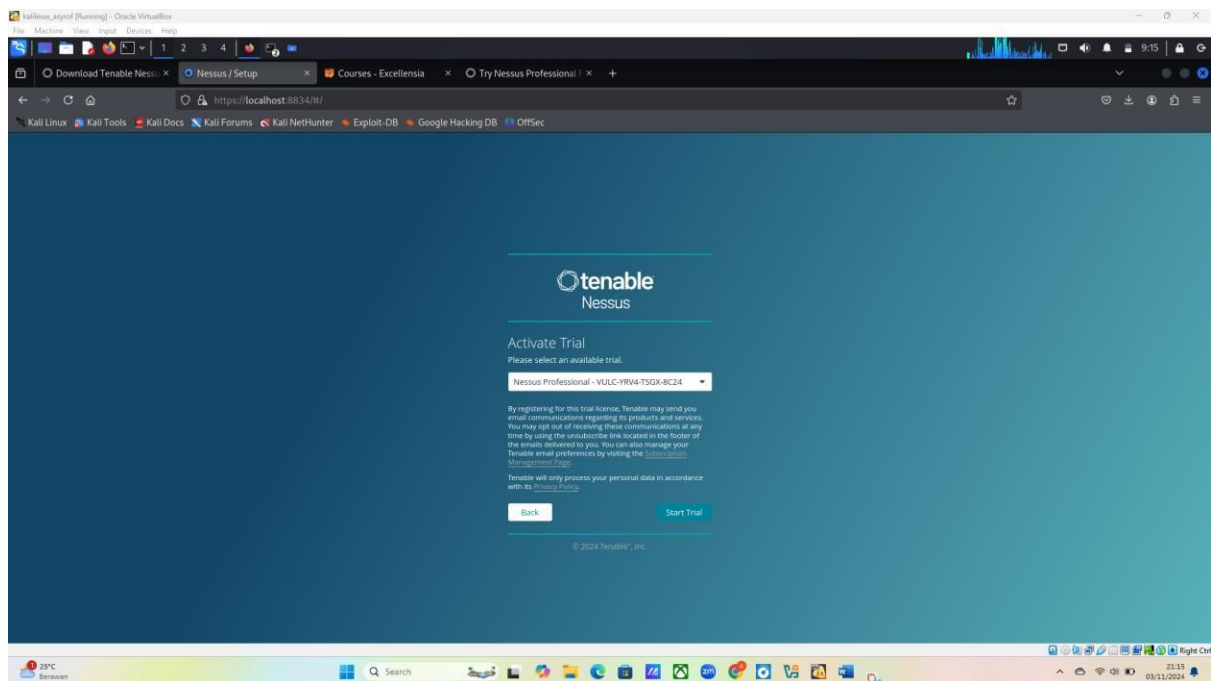 kalilinux_asyrof [Running] - Oracle VirtualBox
File Machine View Input Devices Help
1 2 3 4
9:15
Download Tenable Nessu
Nessus / Setup
Courses - Excellensia
Try Nessus Professional F
https://localhost:8834/#/
Kali Linux Kali Tools Kali Docs Kali Forums Kali NetHunter Exploit-DB Google Hacking DB OffSec
tenable
Nessus
Activate Trial
Please select an available trial.
Nessus Professional - VULC-YRV4-TSGX-8C24
By registering for this trial license, Tenable may send you
email communications regarding its products and services.
You may opt out of receiving these communications at any
time by using the unsubscribe link located in the footer of
the emails delivered to you. You can also manage your
Tenable email preferences by visiting the Subscription
Management Page.
Tenable will only process your personal data in accordance
with its Privacy Policy.
Back
Start Trial
© 2024 Tenable®, Inc.
Right Ctrl
1
25°C
Berawan
Search
zm
21:15
03/11/2024